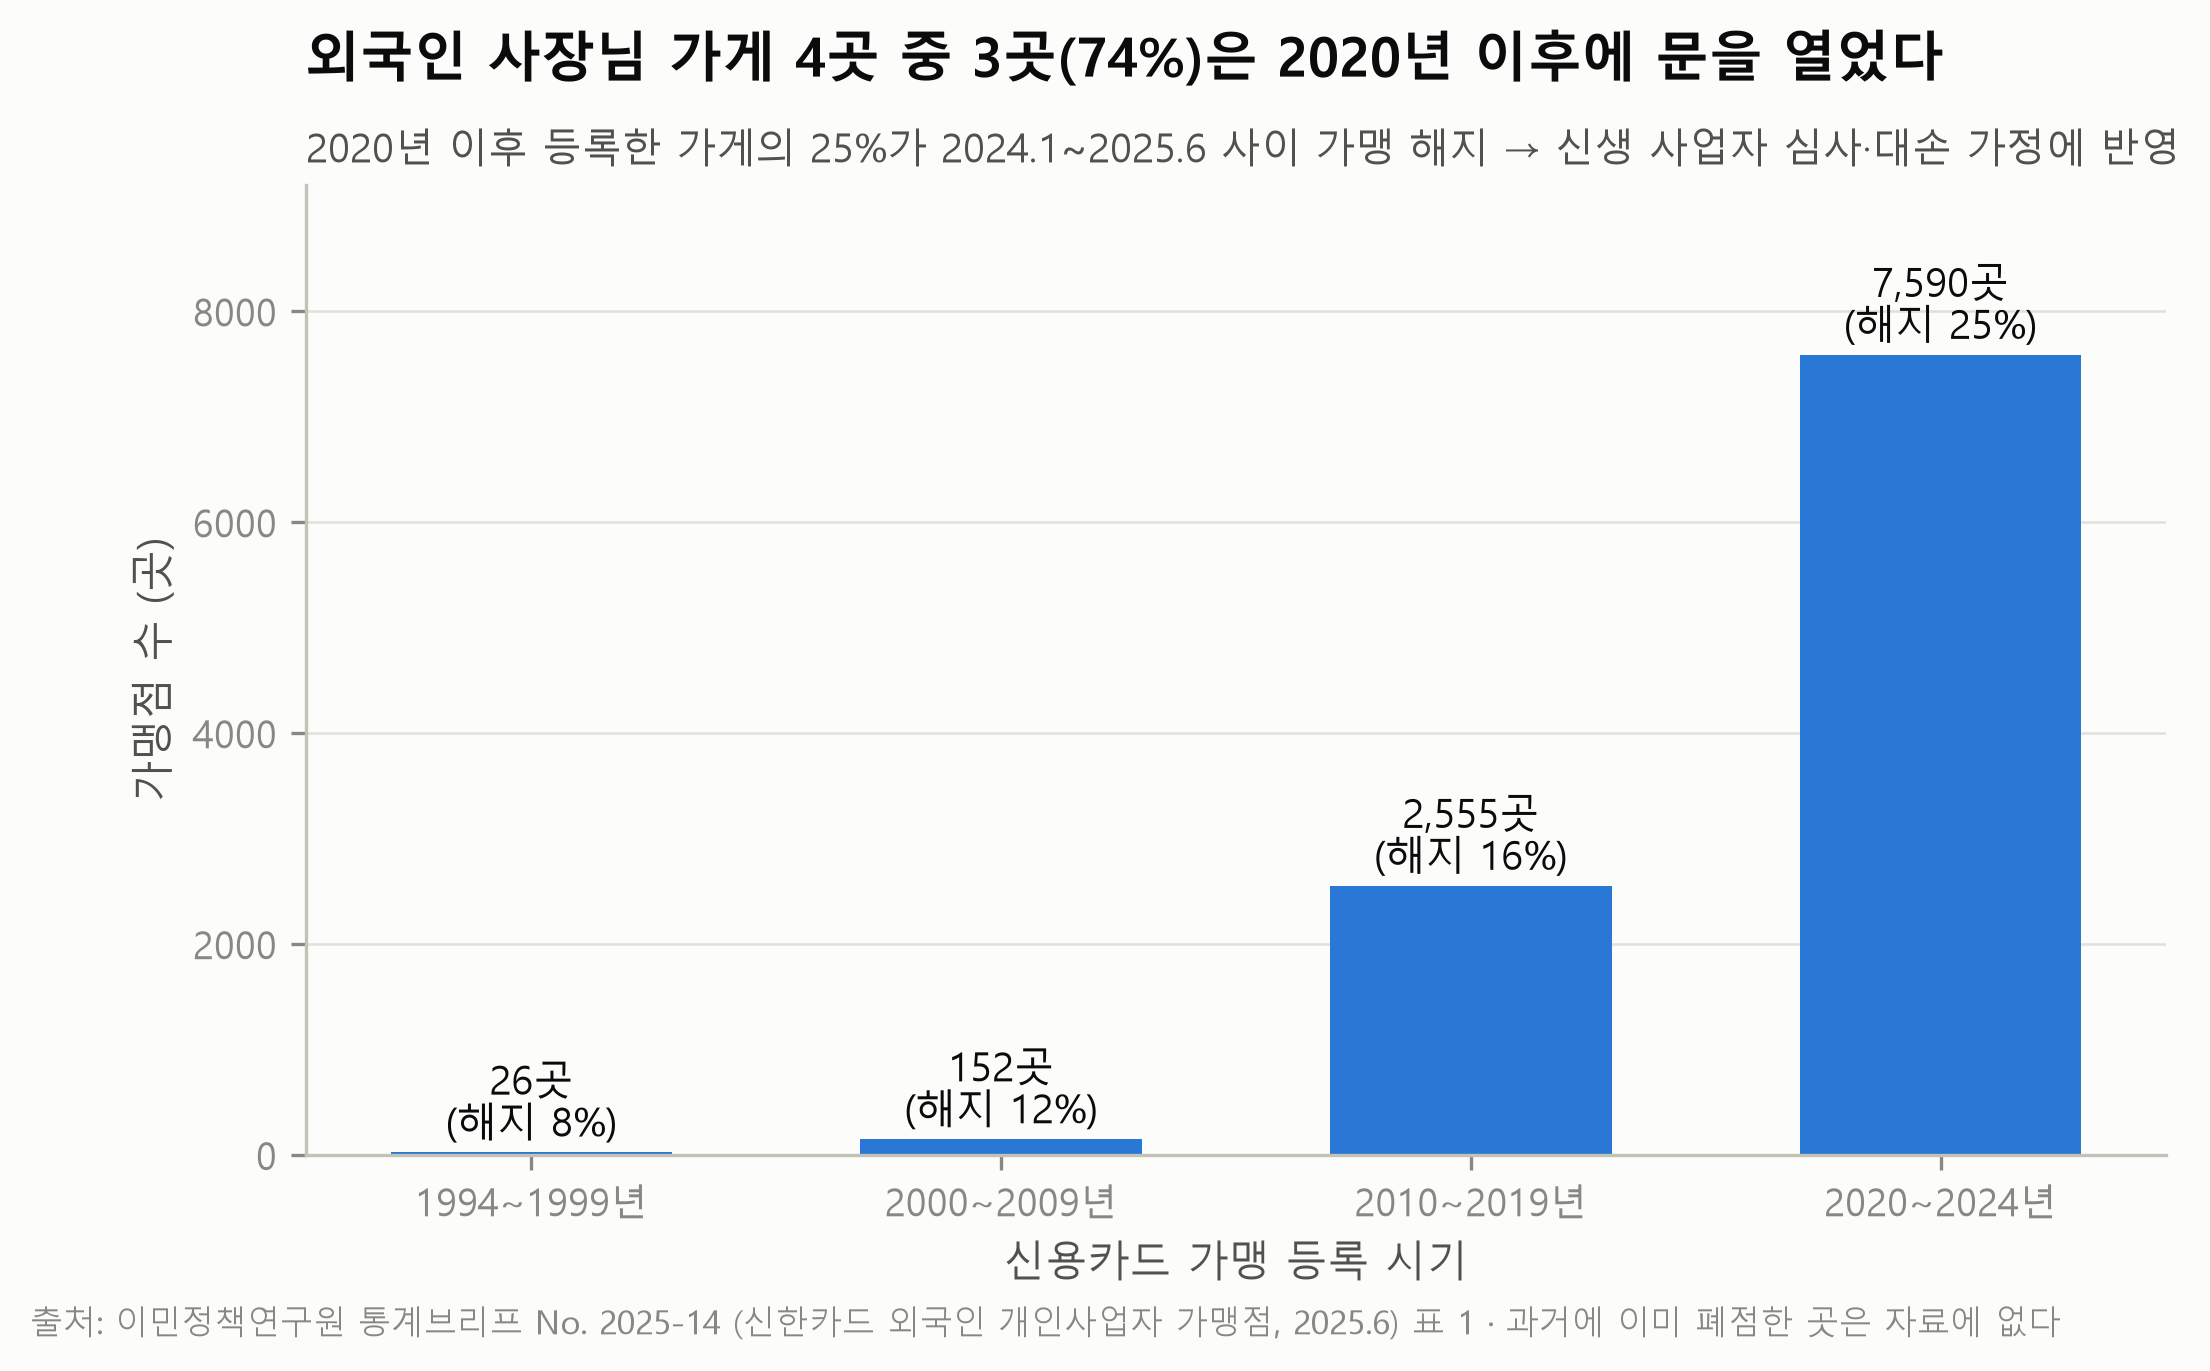 외국인 사장님 가게 4곳 중 3곳(74%)은 2020년 이후에 문을 열었다
2020년 이후 등록한 가게의 25%가 2024.1~2025.6 사이 가맹 해지 → 신생 사업자 심사·대손 가정에 반영
가맹점 수 (곳)
8000
6000
4000
2000
0
26곳
(해지 8%)
152곳
(해지 12%)
2,555곳
(해지 16%)
7,590곳
(해지 25%)
1994~1999년
2000~2009년
2010~2019년
2020~2024년
신용카드 가맹 등록 시기
출처: 이민정책연구원 통계브리프 No. 2025-14 (신한카드 외국인 개인사업자 가맹점, 2025.6) 표 1 · 과거에 이미 폐점한 곳은 자료에 없다